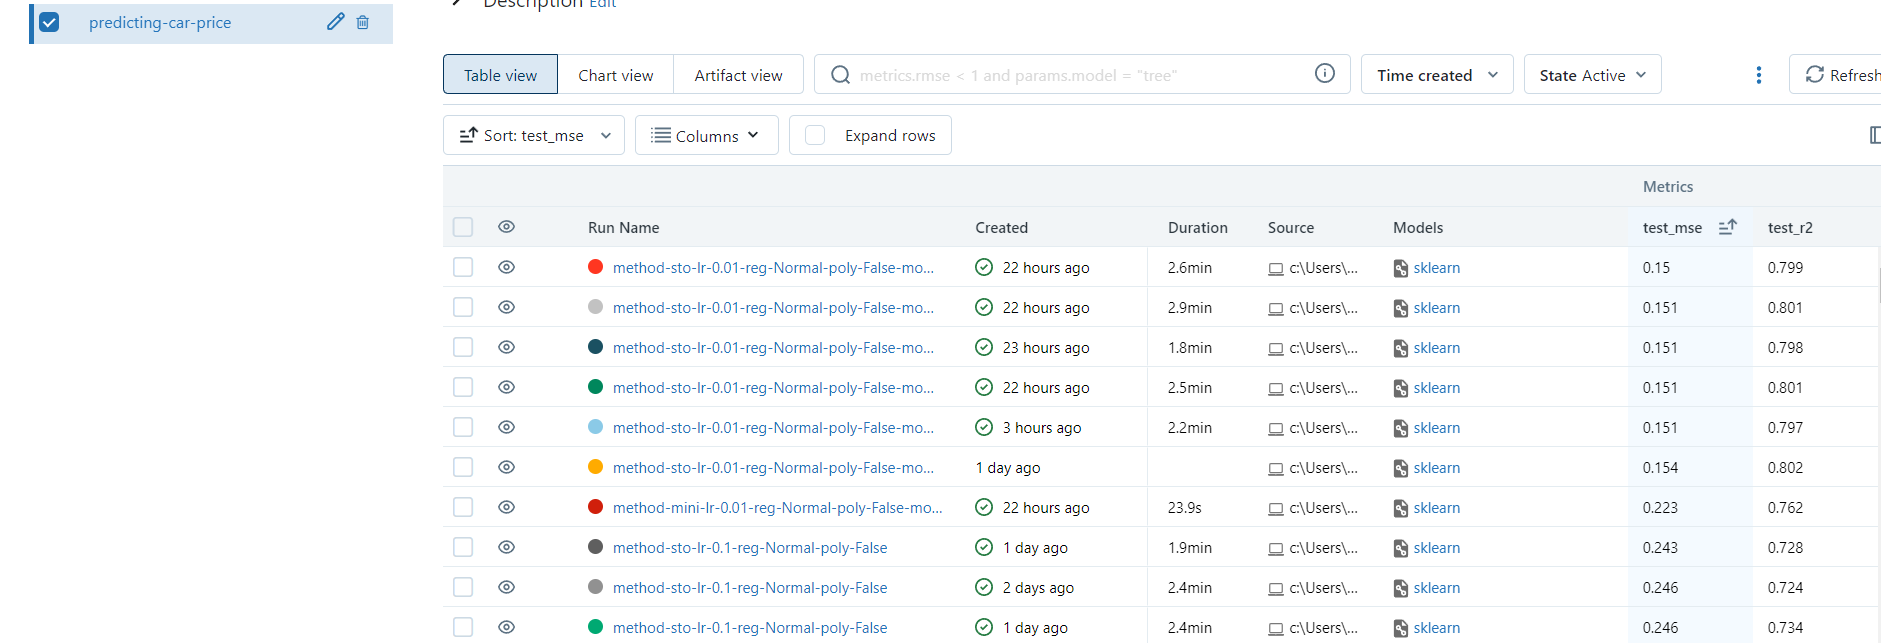 Description Edit
predicting-car-price
Table view Chart view Artifact view metrics.rmse < 1 and params.model = "tree" Time created State Active Refresh
Sort: test_mse Columns Expand rows
Metrics
Run Name Created Duration Source Models test_mse test_r2
method-sto-lr-0.01-reg-Normal-poly-False-mo... 22 hours ago 2.6min c:\Users\... sklearn 0.15 0.799
method-sto-lr-0.01-reg-Normal-poly-False-mo... 22 hours ago 2.9min c:\Users\... sklearn 0.151 0.801
method-sto-lr-0.01-reg-Normal-poly-False-mo... 23 hours ago 1.8min c:\Users\... sklearn 0.151 0.798
method-sto-lr-0.01-reg-Normal-poly-False-mo... 22 hours ago 2.5min c:\Users\... sklearn 0.151 0.801
method-sto-lr-0.01-reg-Normal-poly-False-mo... 3 hours ago 2.2min c:\Users\... sklearn 0.151 0.797
method-sto-lr-0.01-reg-Normal-poly-False-mo... 1 day ago c:\Users\... sklearn 0.154 0.802
method-mini-lr-0.01-reg-Normal-poly-False-mo... 22 hours ago 23.9s c:\Users\... sklearn 0.223 0.762
method-sto-lr-0.1-reg-Normal-poly-False 1 day ago 1.9min c:\Users\... sklearn 0.243 0.728
method-sto-lr-0.1-reg-Normal-poly-False 2 days ago 2.4min c:\Users\... sklearn 0.246 0.724
method-sto-lr-0.1-reg-Normal-poly-False 1 day ago 2.4min c:\Users\... sklearn 0.246 0.734